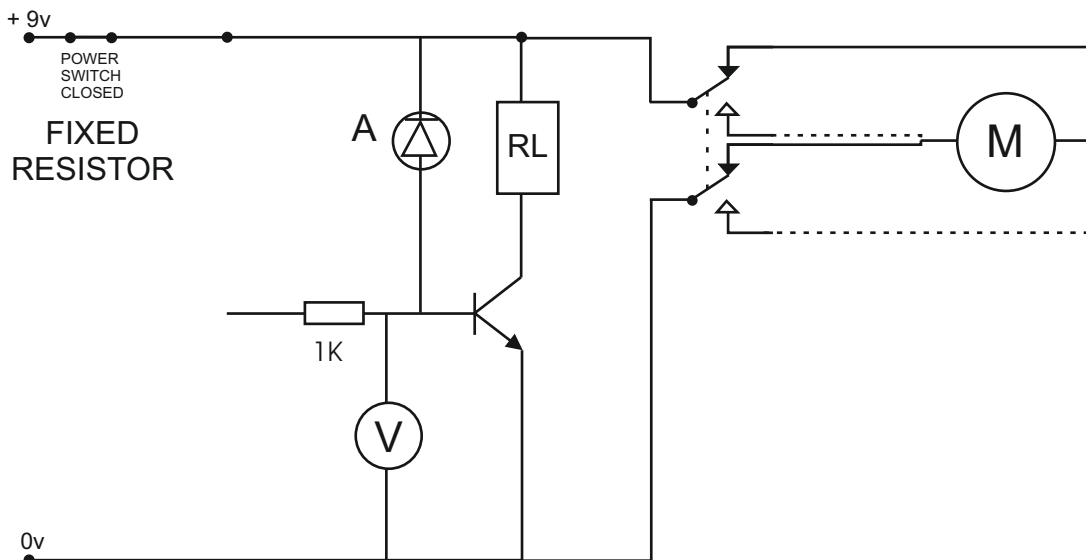 + 9v
POWER
SWITCH
CLOSED
FIXED
RESISTOR
A
RL
M
1K
V
0v